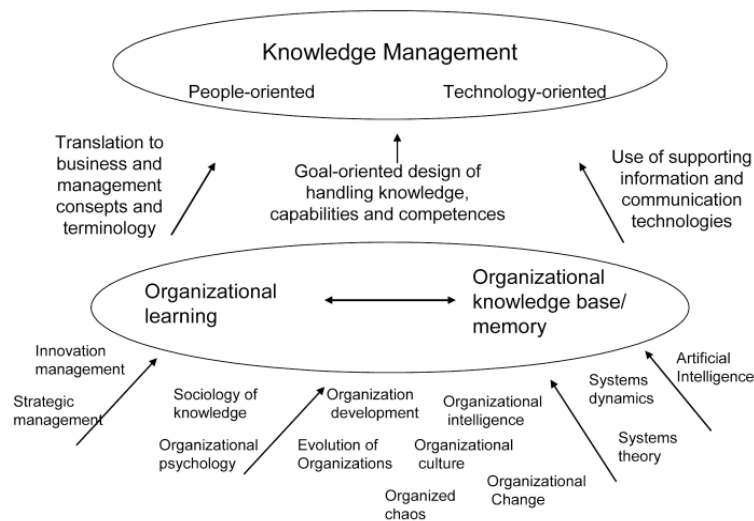 Knowledge Management
People-oriented
Technology-oriented
Translation to
business and
management
consepts and
terminology
Goal-oriented design of
handling knowledge,
capabilities and competences
Use of supporting
information and
communication
technologies
Organizational
learning
Organizational
knowledge base/
memory
Innovation
management
Strategic
management
Sociology of
knowledge
Organizational
psychology
Organization
development
Evolution of
Organizations
Organizational
intelligence
Organizational
culture
Organized
chaos
Organizational
Change
Systems
dynamics
Systems
theory
Artificial
Intelligence